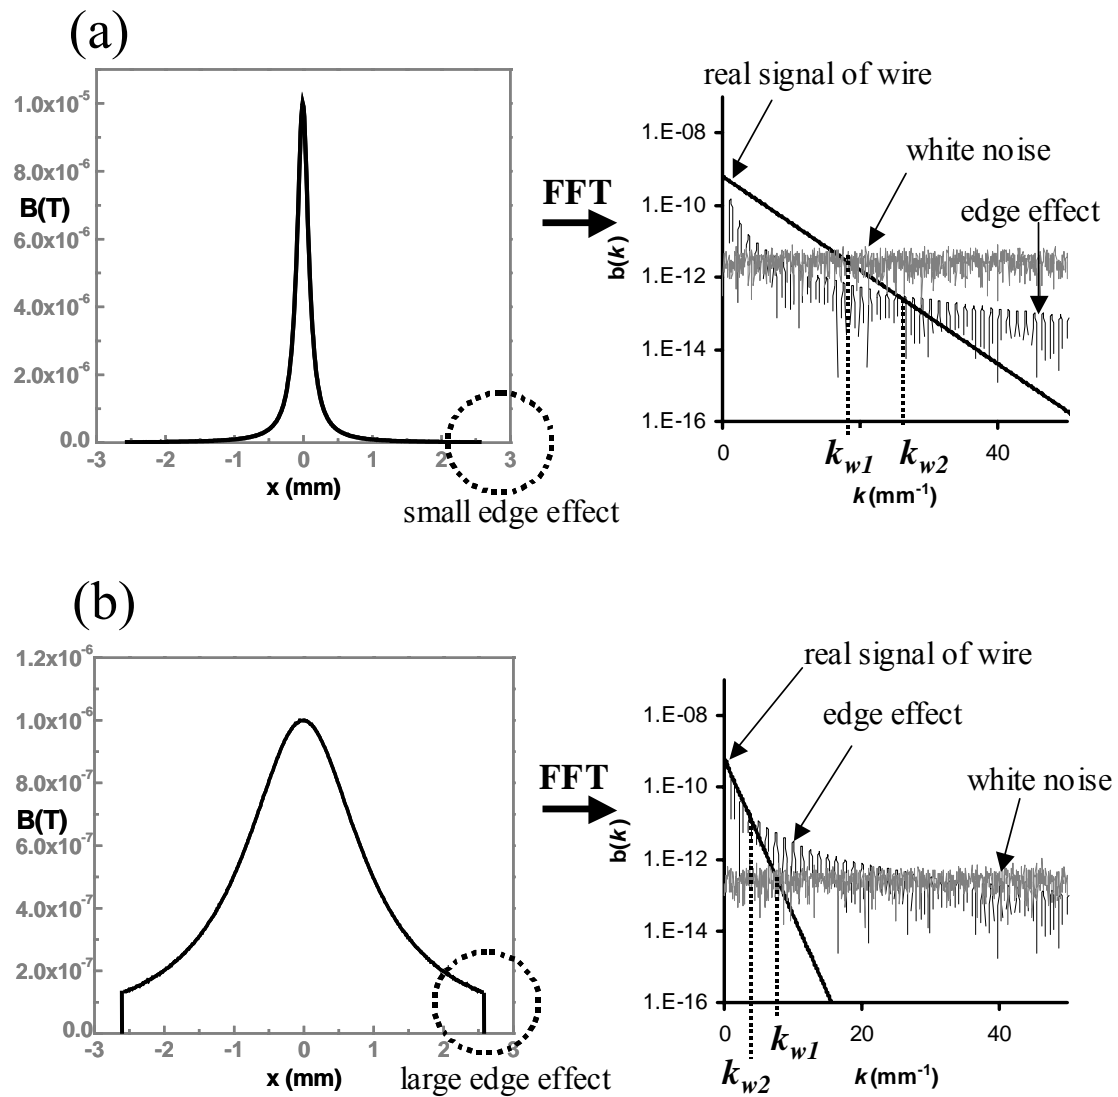 (a)
1.0x10-5
8.0x10-6
B(T)
6.0x10-6
4.0x10-6
2.0x10-6
0.0
-3 -2 -1 0 1 2 3
x (mm)
small edge effect
FFT
real signal of wire
white noise
edge effect
1.E-08
1.E-10
b(k)
1.E-12
1.E-14
1.E-16
0 40
kw1 kw2
k (mm-1)
(b)
1.2x10-6
1.0x10-6
8.0x10-7
B(T)
6.0x10-7
4.0x10-7
2.0x10-7
0.0
-3 -2 -1 0 1 2 3
x (mm)
large edge effect
FFT
real signal of wire
edge effect
white noise
1.E-08
1.E-10
b(k)
1.E-12
1.E-14
1.E-16
0 20 40
kw1
kw2
k (mm-1)